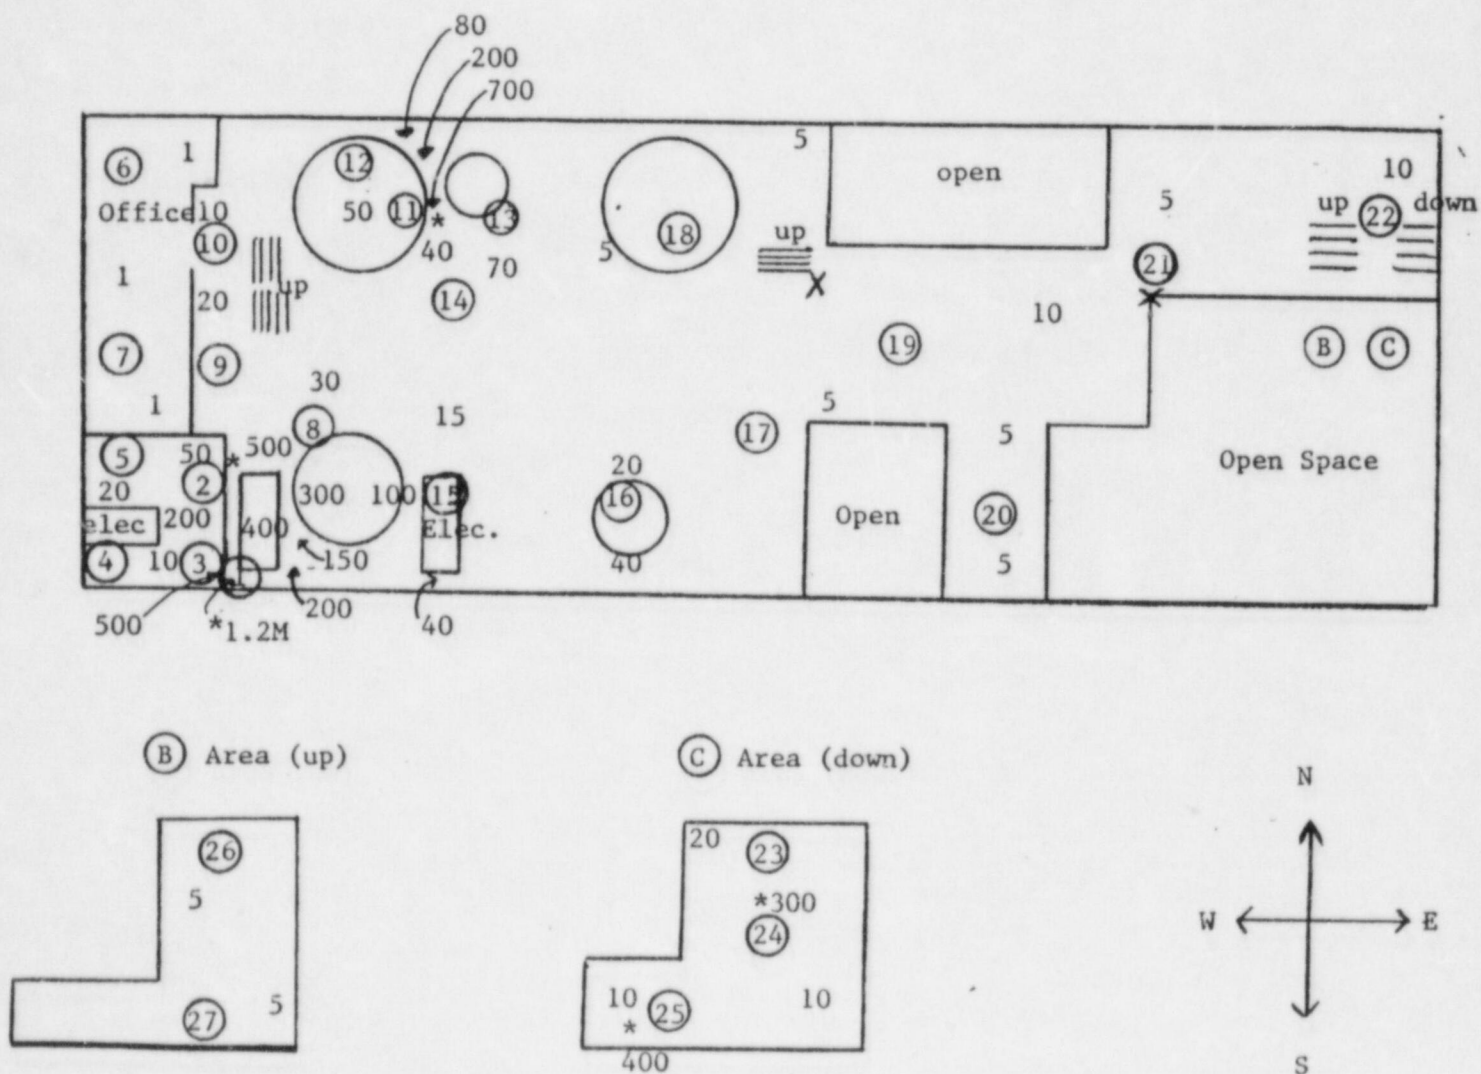 80
200
700
6 1 12 5 open 10
Office 10 50 11 * 13 5 up 22 down
10 40 18 up 21
1 up 70 X
20 14 10 X
7 9 19 B C
30
1 8 15 5
5 50 * 500 17 5 Open Space
20 2 300 100 15 20
elec 200 400 Elec. 16 Open 20
4 10 3 1 150 40 5
500 *1.2M 200 40
B Area (up) C Area (down)
N
26 20 23
5 *300
24 W E
10 10
27 5 25
*
400 S